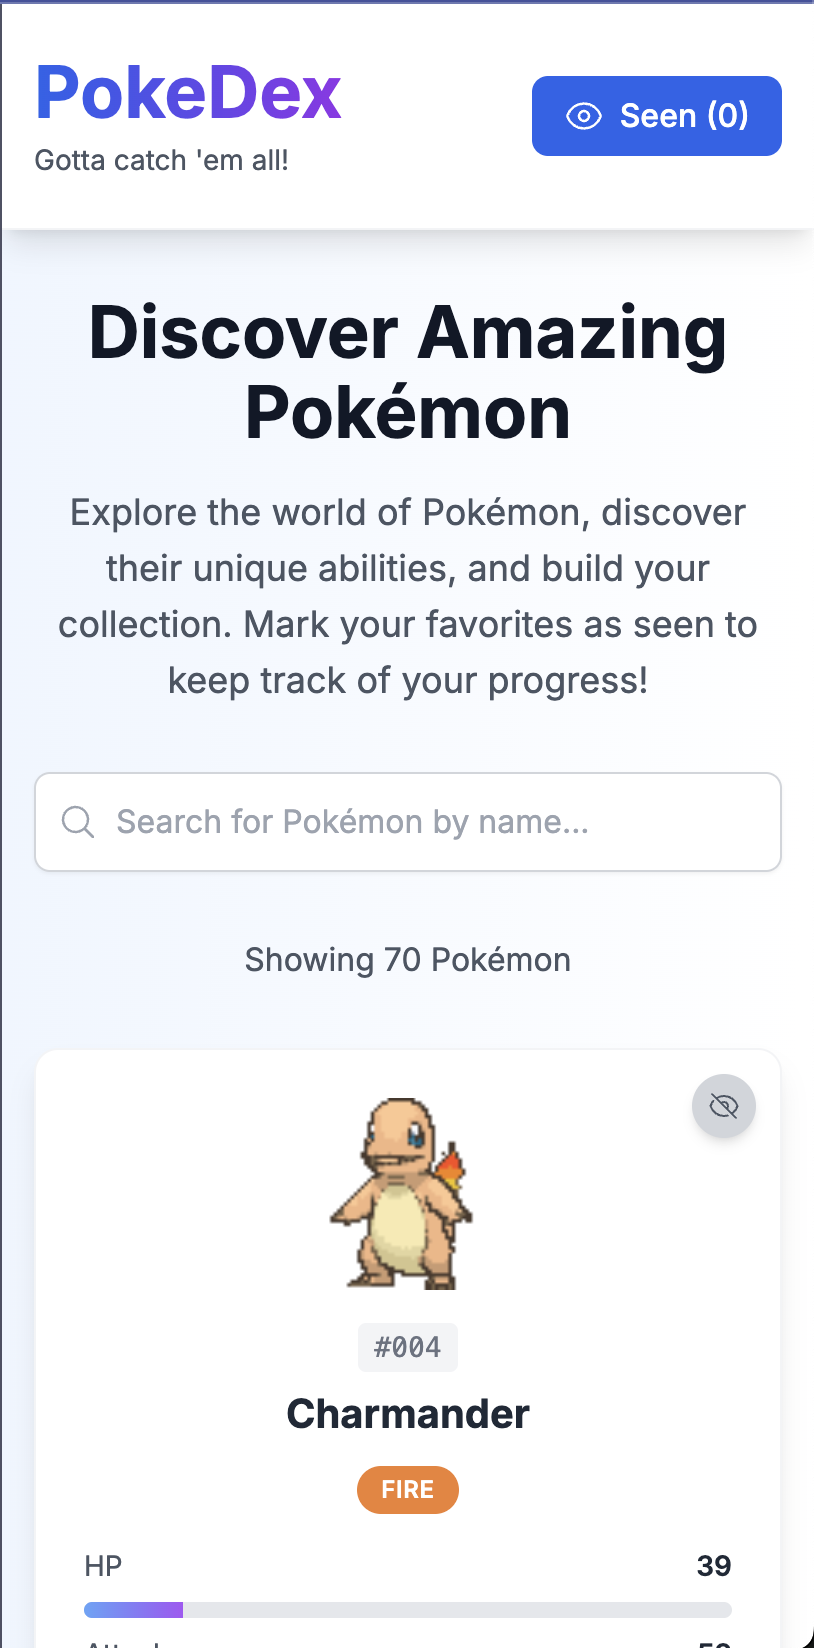 PokeDex
Gotta catch 'em all!
Seen (0)
Discover Amazing
Pokémon
Explore the world of Pokémon, discover
their unique abilities, and build your
collection. Mark your favorites as seen to
keep track of your progress!
Search for Pokémon by name...
Showing 70 Pokémon
#004
Charmander
FIRE
HP 39